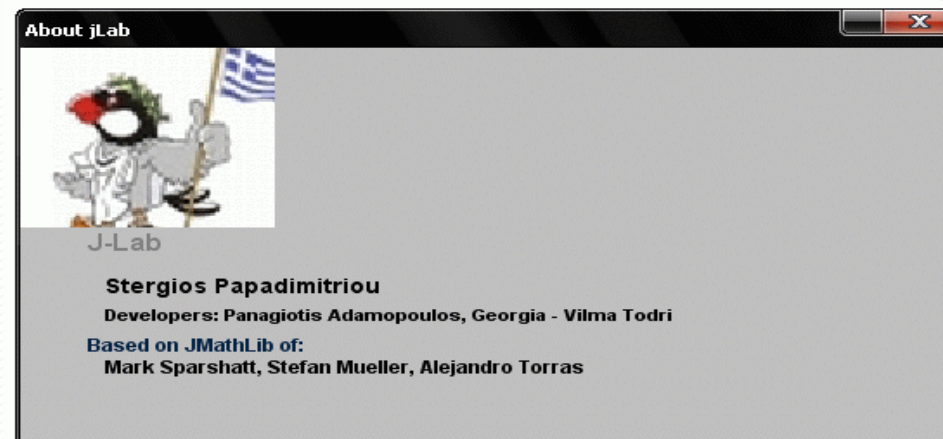 About jLab
J-Lab
Stergios Papadimitriou
Developers: Panagiotis Adamopoulos, Georgia - Vilma Todri
Based on JMathLib of:
Mark Sparshatt, Stefan Mueller, Alejandro Torras